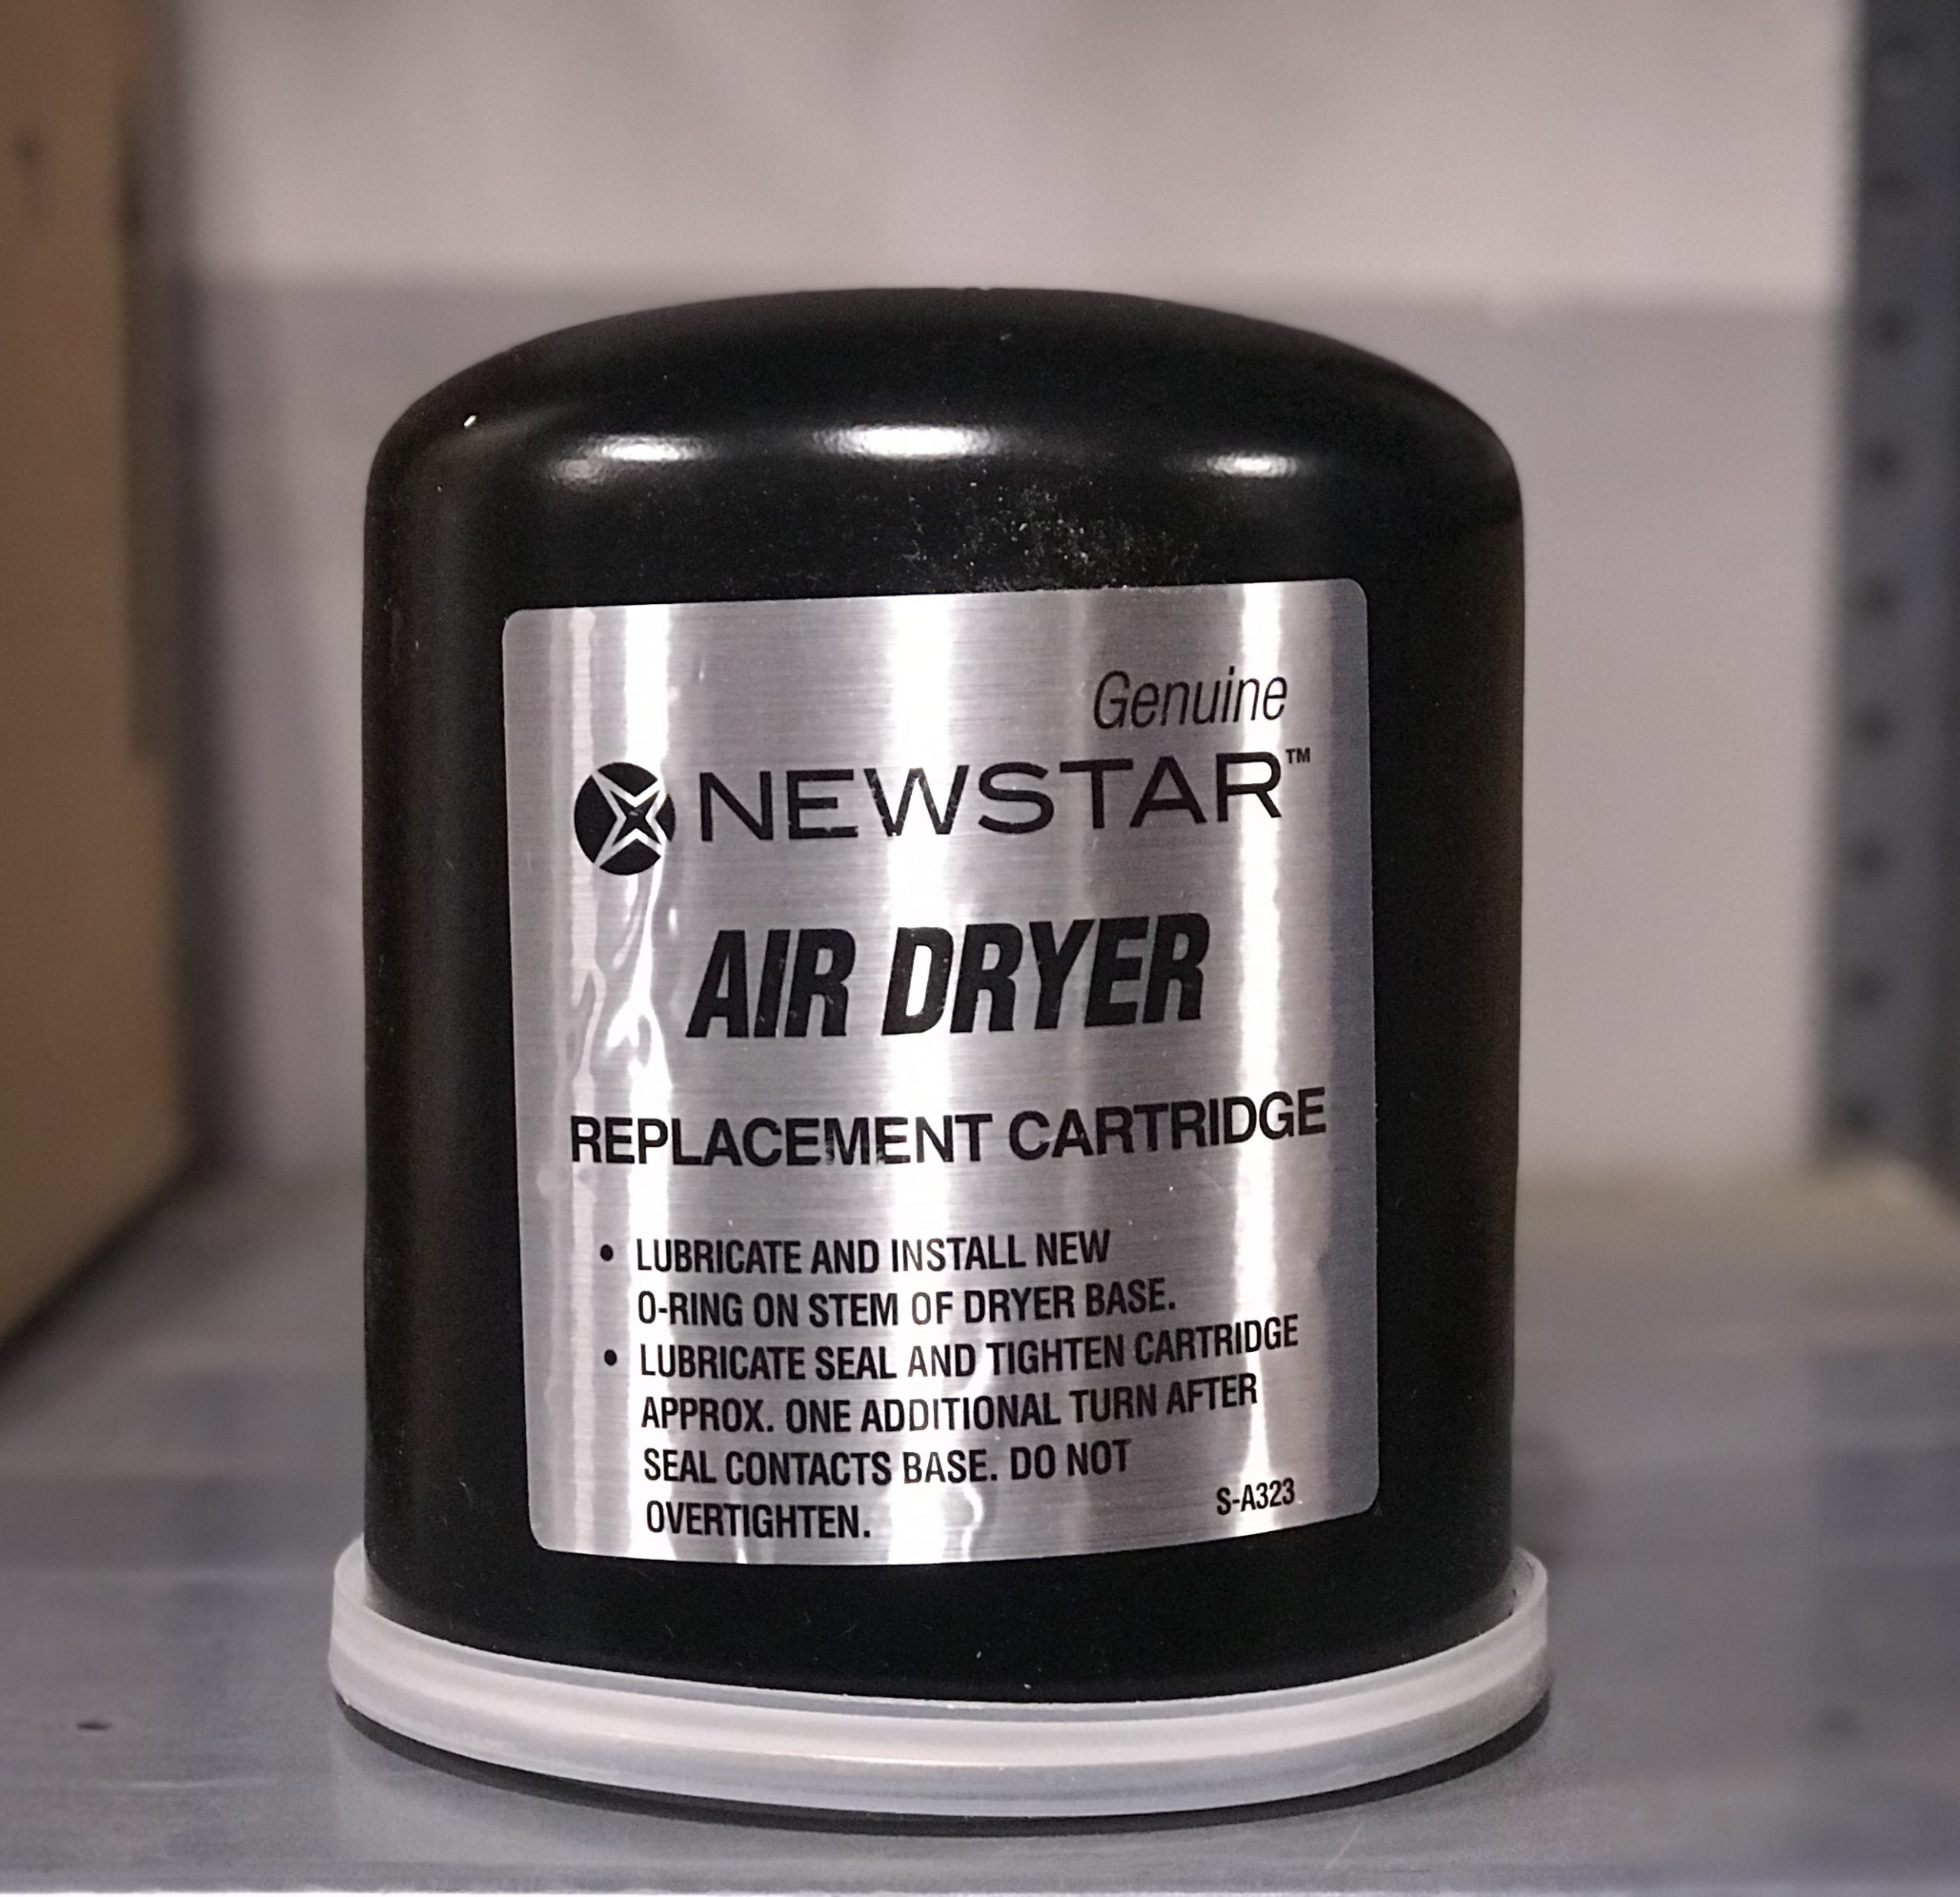 Genuine
NEWSTAR™
AIR DRYER
REPLACEMENT CARTRIDGE
• LUBRICATE AND INSTALL NEW
O-RING ON STEM OF DRYER BASE.
• LUBRICATE SEAL AND TIGHTEN CARTRIDGE
APPROX. ONE ADDITIONAL TURN AFTER
SEAL CONTACTS BASE. DO NOT
OVERTIGHTEN.
S-A323